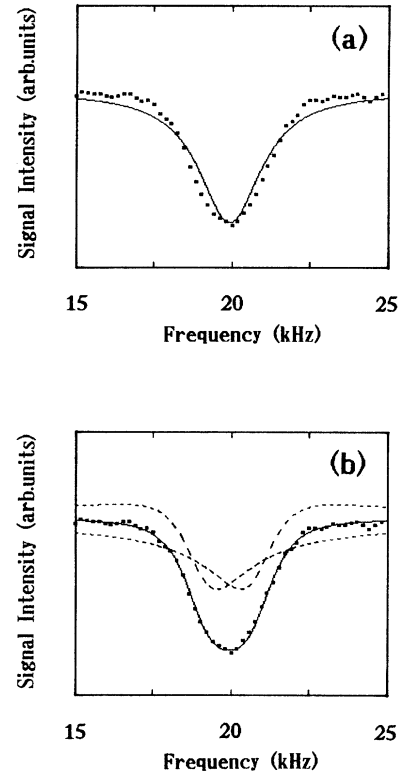 (a)
Signal Intensity (arb.units)
15 20 25
Frequency (kHz)
(b)
Signal Intensity (arb.units)
15 20 25
Frequency (kHz)